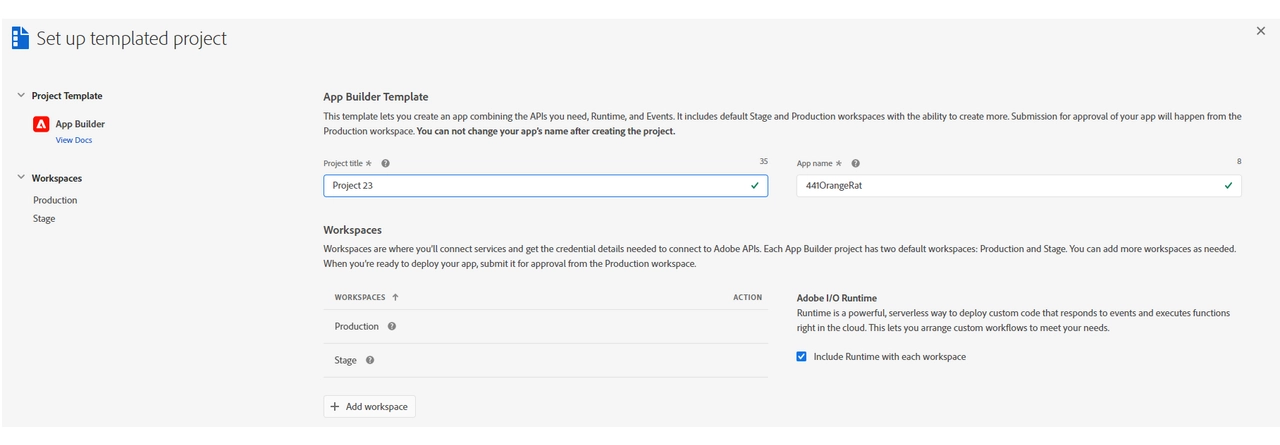 Set up templated project
Project Template
App Builder
View Docs
Workspaces
Production
Stage
App Builder Template
This template lets you create an app combining the APIs you need, Runtime, and Events. It includes default Stage and Production workspaces with the ability to create more. Submission for approval of your app will happen from the
Production workspace. You can not change your app's name after creating the project.
Project title * 35
Project 23
App name * 8
441OrangeRat
Workspaces
Workspaces are where you'll connect services and get the credential details needed to connect to Adobe APIs. Each App Builder project has two default workspaces: Production and Stage. You can add more workspaces as needed.
When you're ready to deploy your app, submit it for approval from the Production workspace.
WORKSPACES ACTION
Production
Stage
Add workspace
Adobe I/O Runtime
Runtime is a powerful, serverless way to deploy custom code that responds to events and executes functions
right in the cloud. This lets you arrange custom workflows to meet your needs.
Include Runtime with each workspace